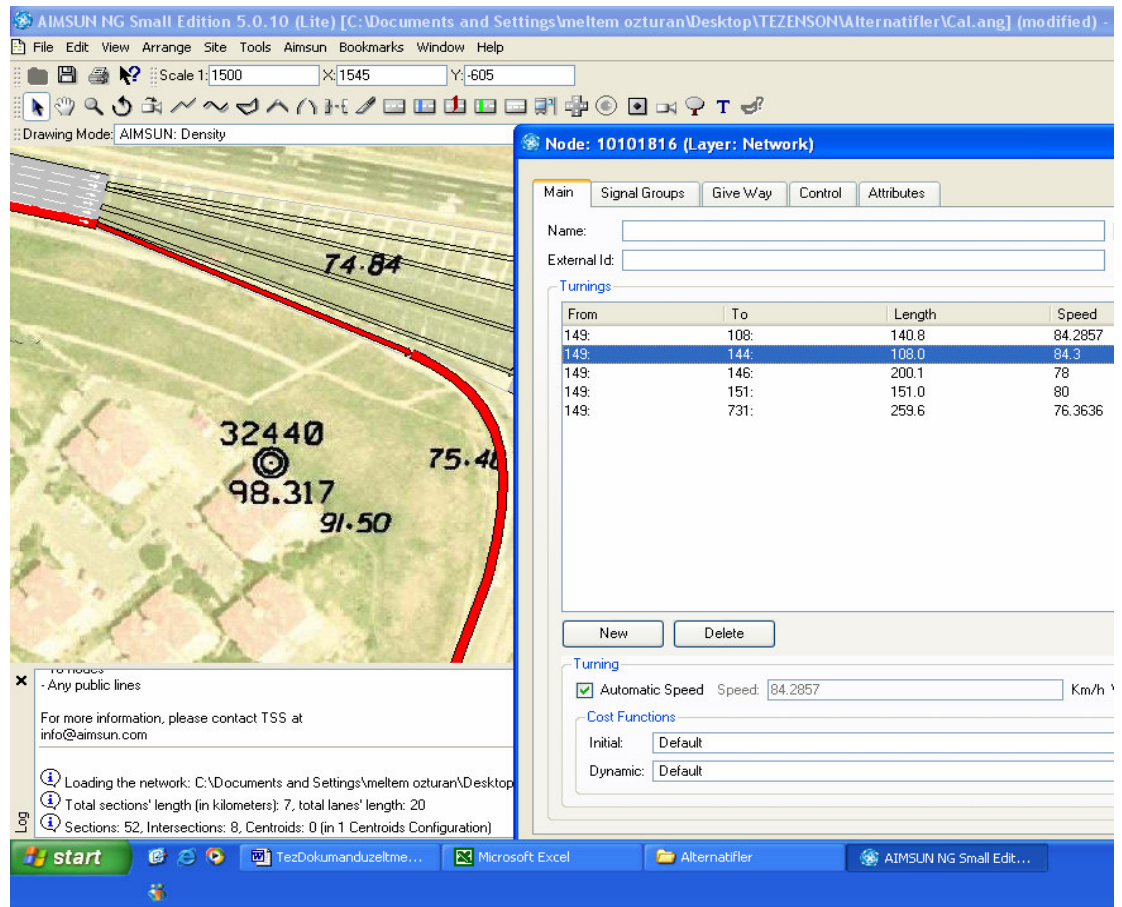 AIMSUN NG Small Edition 5.0.10 (Lite) [C:\Documents and Settings\meltem ozturan\Desktop\TEZENSON\Alternatifler\Cal.ang] (modified) -
File Edit View Arrange Site Tools Aimsun Bookmarks Window Help
Scale 1: 1500 X: 1545 Y: -605
T
Drawing Mode: AIMSUN: Density
Node: 10101816 (Layer: Network)
Main Signal Groups Give Way Control Attributes
Name:
External Id:
Turnings
From To Length Speed
149: 108: 140.8 84.2857
149: 144: 108.0 84.3
149: 146: 200.1 78
149: 151: 151.0 80
149: 731: 259.6 76.3636
New Delete
Turning
Automatic Speed Speed: 84.2857 Km/h
Cost Functions
Initial: Default
Dynamic: Default
74.84
32440
98.317
91.50
75.4
- Any public lines
For more information, please contact TSS at
info@aimsun.com
Loading the network: C:\Documents and Settings\meltem ozturan\Desktop
Total sections' length (in kilometers): 7, total lanes' length: 20
Sections: 52, Intersections: 8, Centroids: 0 (in 1 Centroids Configuration)
Log
start TezDokumanduzeltme... Microsoft Excel Alternatifler AIMSUN NG Small Edit...